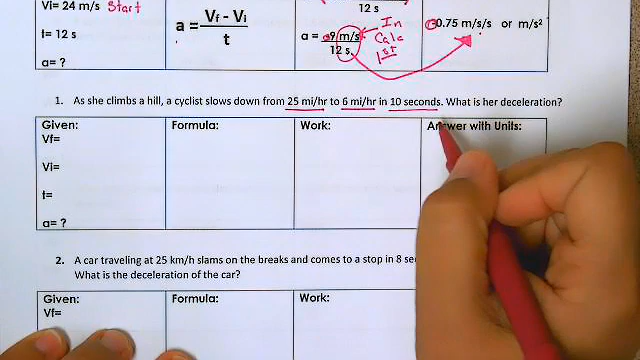 Vi= 24 m/s Start
t= 12 s
a= ?
a = Vf - Vi
t
12 s
a = -9 m/s
12 s
In
Calc
1st
-0.75 m/s/s or m/s²
1. As she climbs a hill, a cyclist slows down from 25 mi/hr to 6 mi/hr in 10 seconds. What is her deceleration?
Given: Formula: Work: Answer with Units:
Vf=
Vi=
t=
a= ?
2. A car traveling at 25 km/h slams on the breaks and comes to a stop in 8
What is the deceleration of the car?
Given: Formula: Work:
Vf=